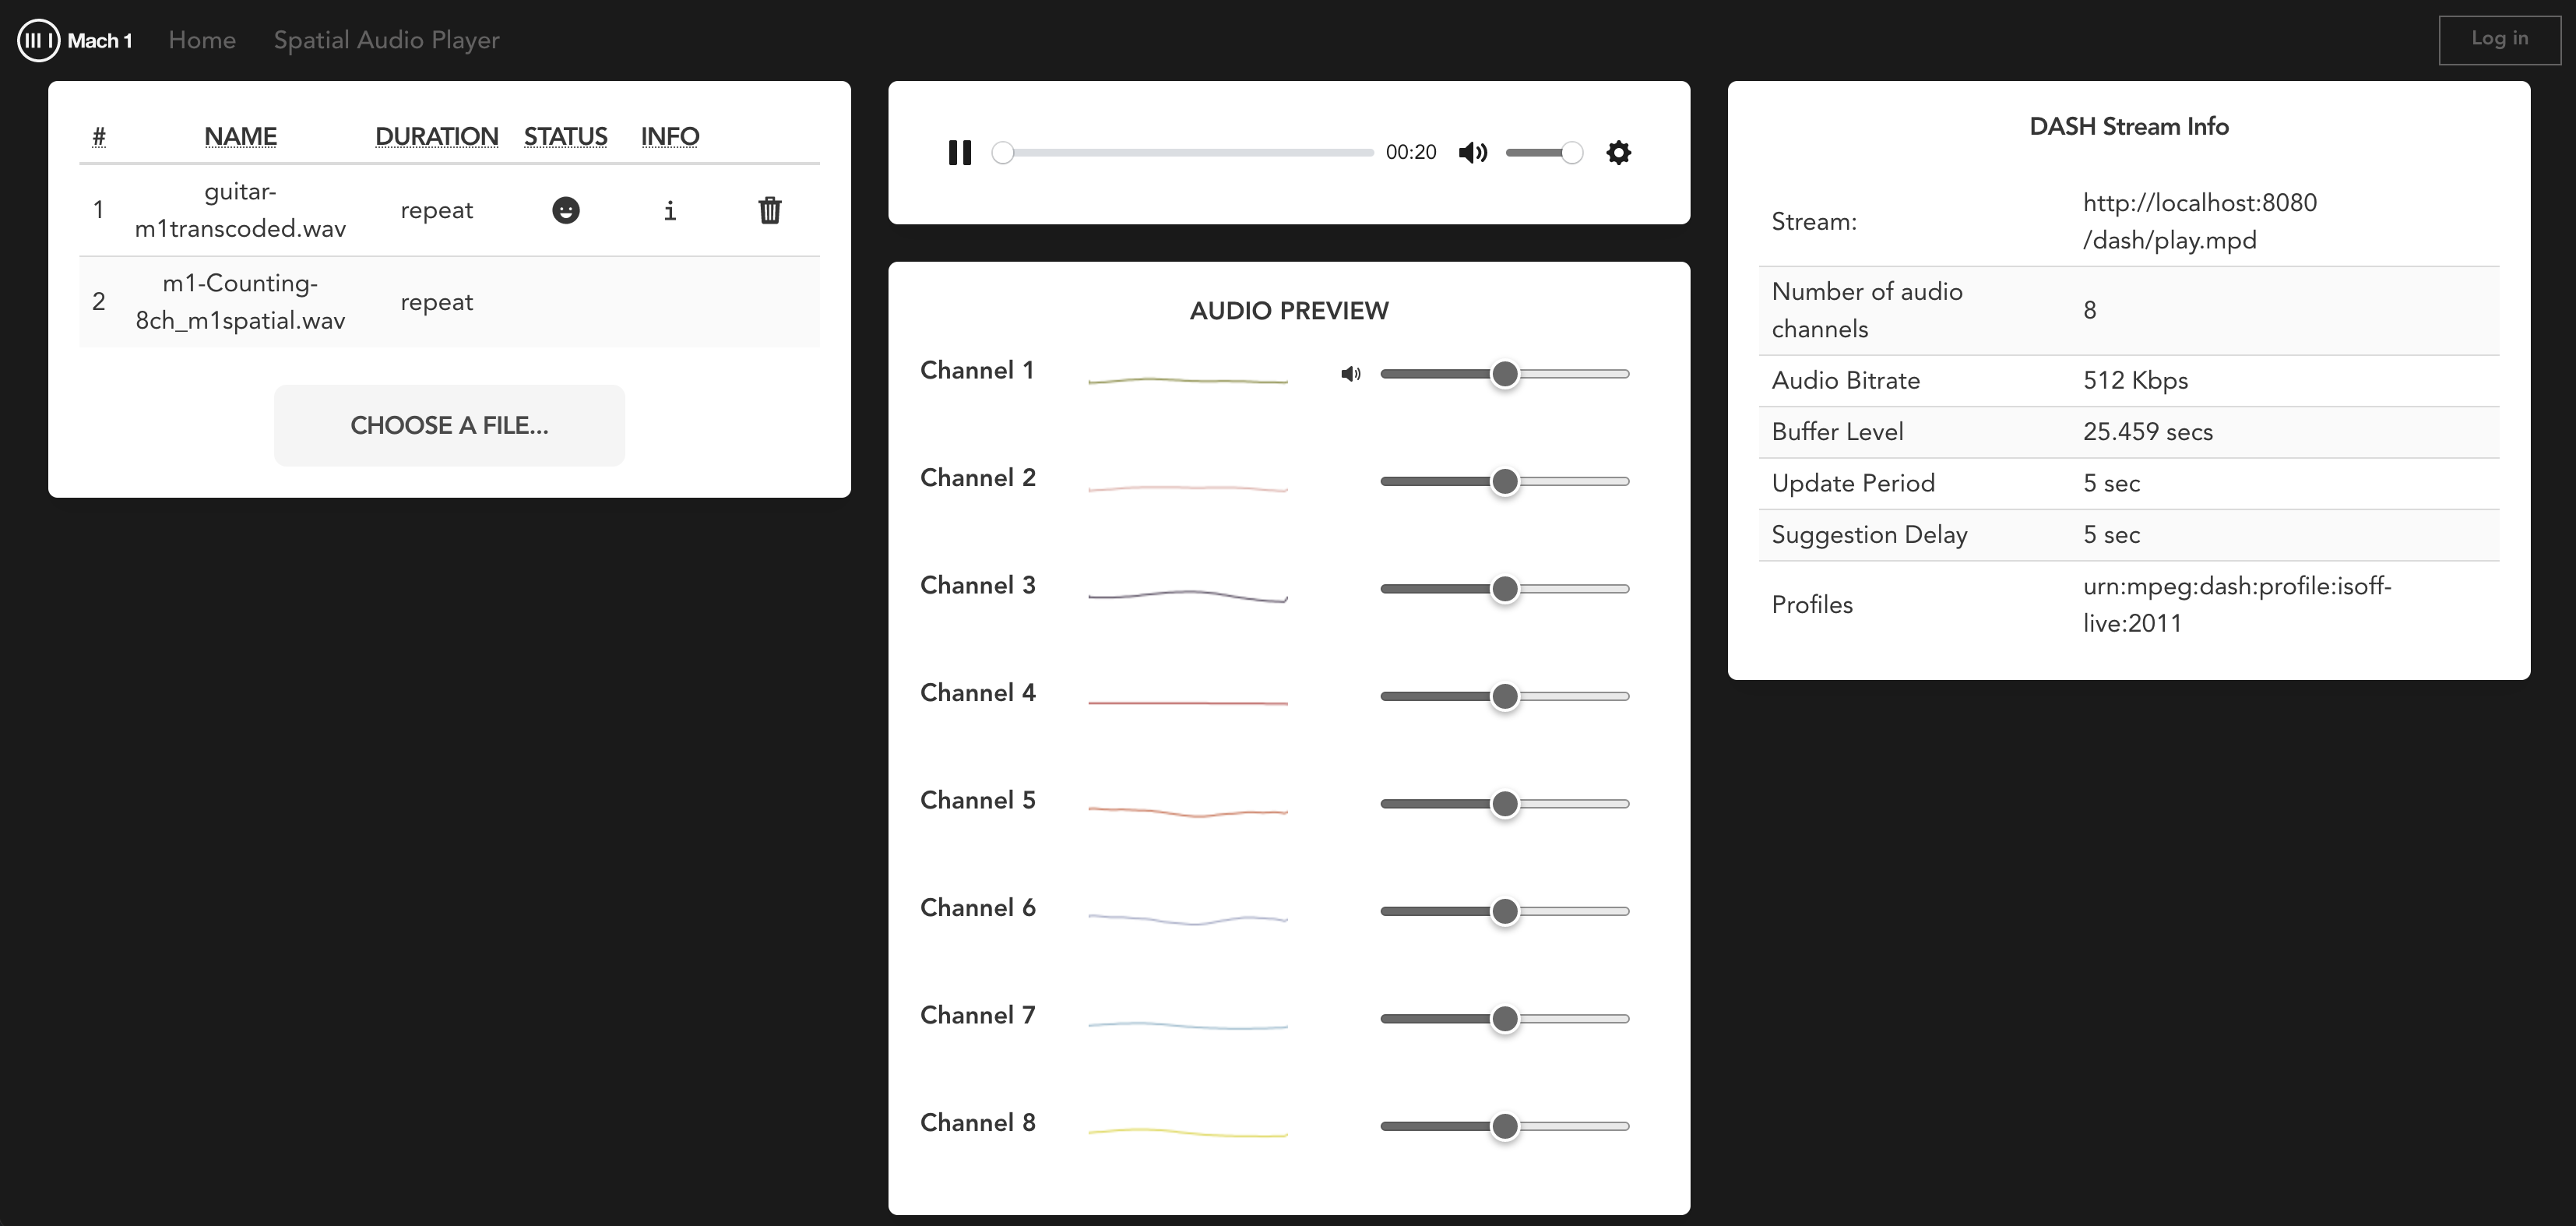 Mach 1
Home
Spatial Audio Player
Log in
# NAME DURATION STATUS INFO
1 guitar-
m1transcoded.wav repeat i
2 m1-Counting-
8ch_m1spatial.wav repeat
CHOOSE A FILE...
00:20
AUDIO PREVIEW
Channel 1
Channel 2
Channel 3
Channel 4
Channel 5
Channel 6
Channel 7
Channel 8
DASH Stream Info
Stream: http://localhost:8080
/dash/play.mpd
Number of audio
channels 8
Audio Bitrate 512 Kbps
Buffer Level 25.459 secs
Update Period 5 sec
Suggestion Delay 5 sec
Profiles urn:mpeg:dash:profile:isoff-
live:2011